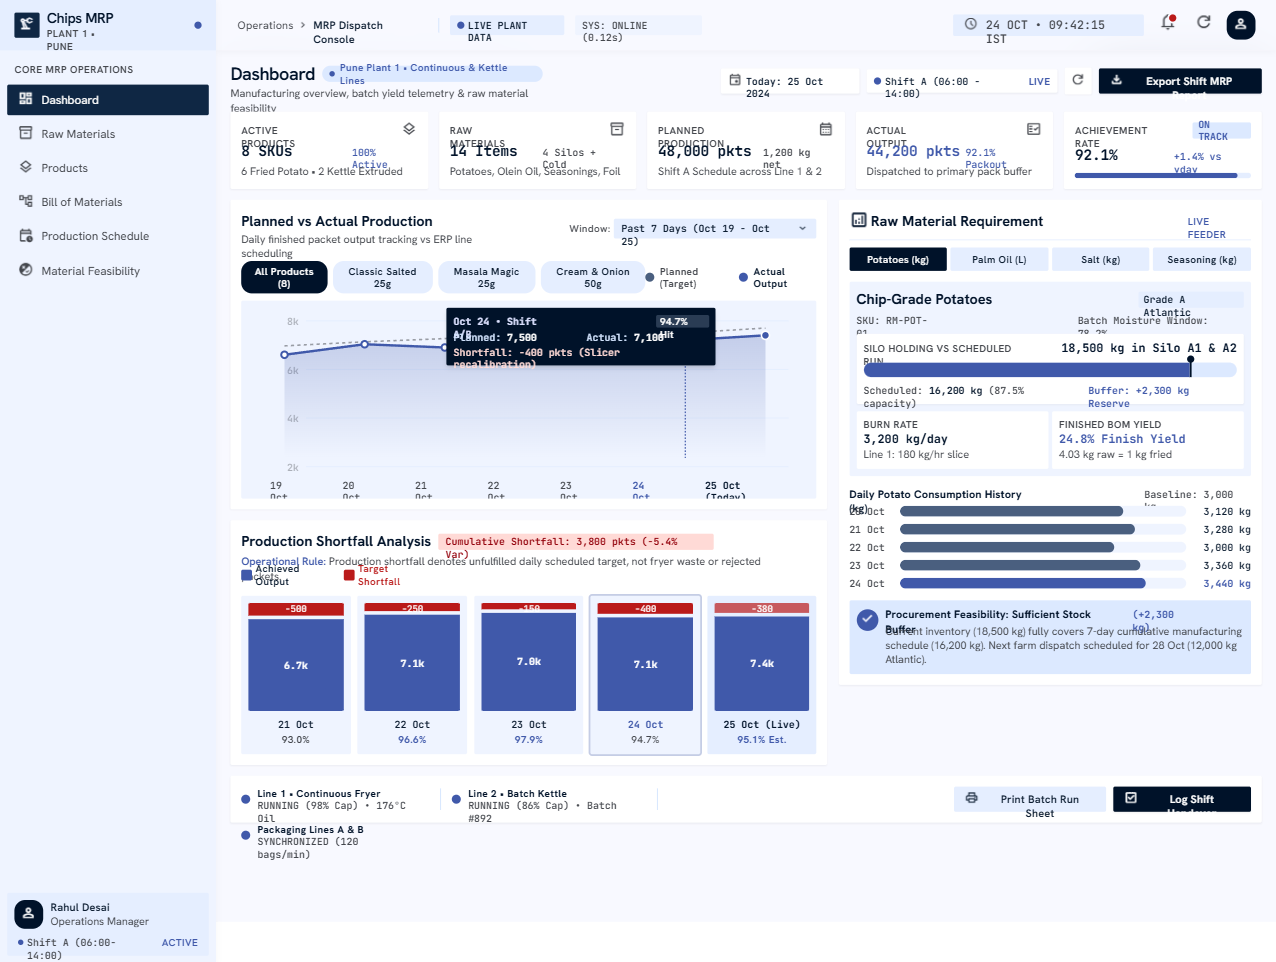 Chips MRP
PLANT 1 •
PUNE
Operations
MRP Dispatch
Console
LIVE PLANT
DATA
SYS: ONLINE
(0.12s)
24 OCT • 09:42:15
IST
CORE MRP OPERATIONS
Dashboard
Raw Materials
Products
Bill of Materials
Production Schedule
Material Feasibility
Dashboard
Pune Plant 1 • Continuous & Kettle
Lines
Manufacturing overview, batch yield telemetry & raw material
feasibility
Today: 25 Oct
2024
Shift A (06:00 -
14:00)
LIVE
Export Shift MRP
Report
ACTIVE
PRODUCTS
8 SKUs
100%
Active
6 Fried Potato • 2 Kettle Extruded
RAW
MATERIALS
14 Items
4 Silos +
Cold
Potatoes, Olein Oil, Seasonings, Foil
PLANNED
PRODUCTION
48,000 pkts
1,200 kg
net
Shift A Schedule across Line 1 & 2
ACTUAL
OUTPUT
44,200 pkts
92.1%
Packout
Dispatched to primary pack buffer
ACHIEVEMENT
RATE
ON
TRACK
92.1%
+1.4% vs
yday
Planned vs Actual Production
Daily finished packet output tracking vs ERP line
scheduling
Window:
Past 7 Days (Oct 19 - Oct
25)
All Products
(8)
Classic Salted
25g
Masala Magic
25g
Cream & Onion
50g
Planned
(Target)
Actual
Output
8k
6k
4k
2k
Oct 24 • Shift
94.7%
Hit
Planned: 7,500
Actual: 7,100
Shortfall: -400 pkts (Slicer
recalibration)
19
Oct
20
Oct
21
Oct
22
Oct
23
Oct
24
Oct
25 Oct
(Today)
Production Shortfall Analysis
Cumulative Shortfall: 3,800 pkts (-5.4%
Var)
Operational Rule: Production shortfall denotes unfulfilled daily scheduled target, not fryer waste or rejected
packets
Achieved
Output
Target
Shortfall
-500
6.7k
21 Oct
93.0%
-250
7.1k
22 Oct
96.6%
-150
7.0k
23 Oct
97.9%
-400
7.1k
24 Oct
94.7%
-380
7.4k
25 Oct (Live)
95.1% Est.
Raw Material Requirement
LIVE
FEEDER
Potatoes (kg)
Palm Oil (L)
Salt (kg)
Seasoning (kg)
Chip-Grade Potatoes
Grade A
Atlantic
SKU: RM-POT-
01
Batch Moisture Window:
78.2%
SILO HOLDING VS SCHEDULED
RUN
18,500 kg in Silo A1 & A2
Scheduled: 16,200 kg (87.5%
capacity)
Buffer: +2,300 kg
Reserve
BURN RATE
3,200 kg/day
Line 1: 180 kg/hr slice
FINISHED BOM YIELD
24.8% Finish Yield
4.03 kg raw = 1 kg fried
Daily Potato Consumption History
(kg)
Baseline: 3,000
kg
20 Oct
3,120 kg
21 Oct
3,280 kg
22 Oct
3,000 kg
23 Oct
3,360 kg
24 Oct
3,440 kg
Procurement Feasibility: Sufficient Stock
Buffer
(+2,300
kg)
Current inventory (18,500 kg) fully covers 7-day cumulative manufacturing
schedule (16,200 kg). Next farm dispatch scheduled for 28 Oct (12,000 kg
Atlantic).
Line 1 • Continuous Fryer
RUNNING (98% Cap) • 176°C
Oil
Line 2 • Batch Kettle
RUNNING (86% Cap) • Batch
#892
Packaging Lines A & B
SYNCHRONIZED (120
bags/min)
Print Batch Run
Sheet
Log Shift
Handover
Rahul Desai
Operations Manager
Shift A (06:00-
14:00)
ACTIVE